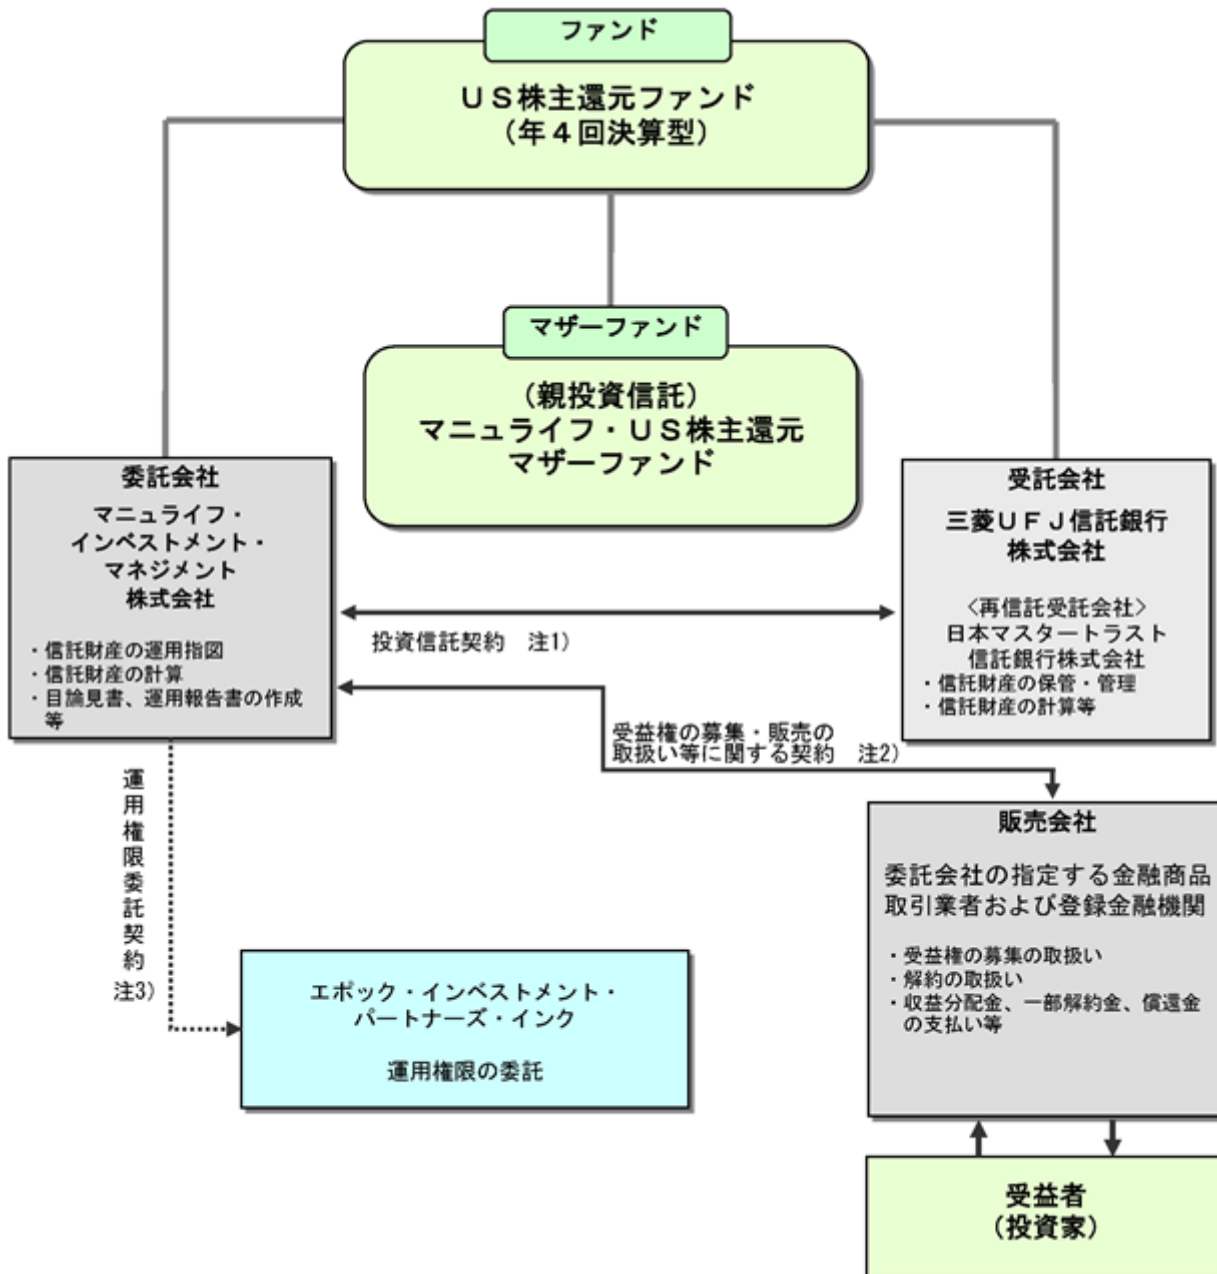 ファンド
ＵＳ株主還元ファンド
（年４回決算型）
マザーファンド
（親投資信託）
マニュライフ・ＵＳ株主還元
マザーファンド
委託会社
マニュライフ・
インベストメント・
マネジメント
株式会社
・信託財産の運用指図
・信託財産の計算
・目論見書、運用報告書の作成
等
受託会社
三菱ＵＦＪ信託銀行
株式会社
〈再信託受託会社〉
日本マスタートラスト
信託銀行株式会社
・信託財産の保管・管理
・信託財産の計算等
投資信託契約　注1）
受益権の募集・販売の
取扱い等に関する契約　注2）
運用権限委託契約
注3）
エポック・インベストメント・
パートナーズ・インク
運用権限の委託
販売会社
委託会社の指定する金融商品
取引業者および登録金融機関
・受益権の募集の取扱い
・解約の取扱い
・収益分配金、一部解約金、償還金
の支払い等
受益者
（投資家）